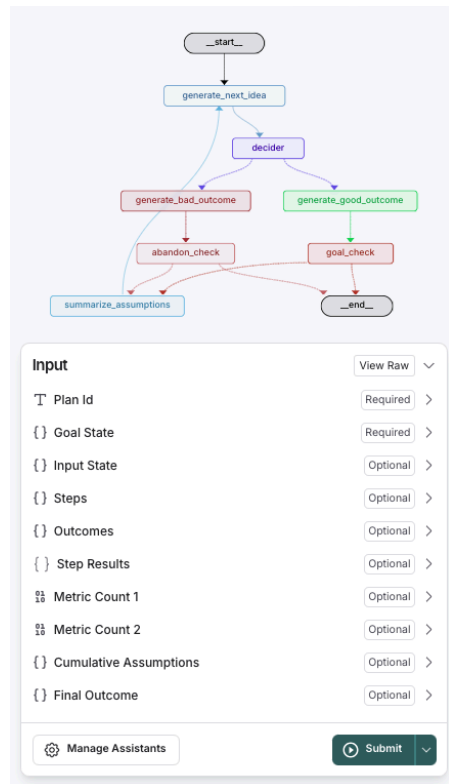 __start__
generate_next_idea
decider
generate_bad_outcome
generate_good_outcome
abandon_check
goal_check
summarize_assumptions
__end__
Input
View Raw
Plan Id
Required
Goal State
Required
Input State
Optional
Steps
Optional
Outcomes
Optional
Step Results
Optional
Metric Count 1
Optional
Metric Count 2
Optional
Cumulative Assumptions
Optional
Final Outcome
Optional
Manage Assistants
Submit